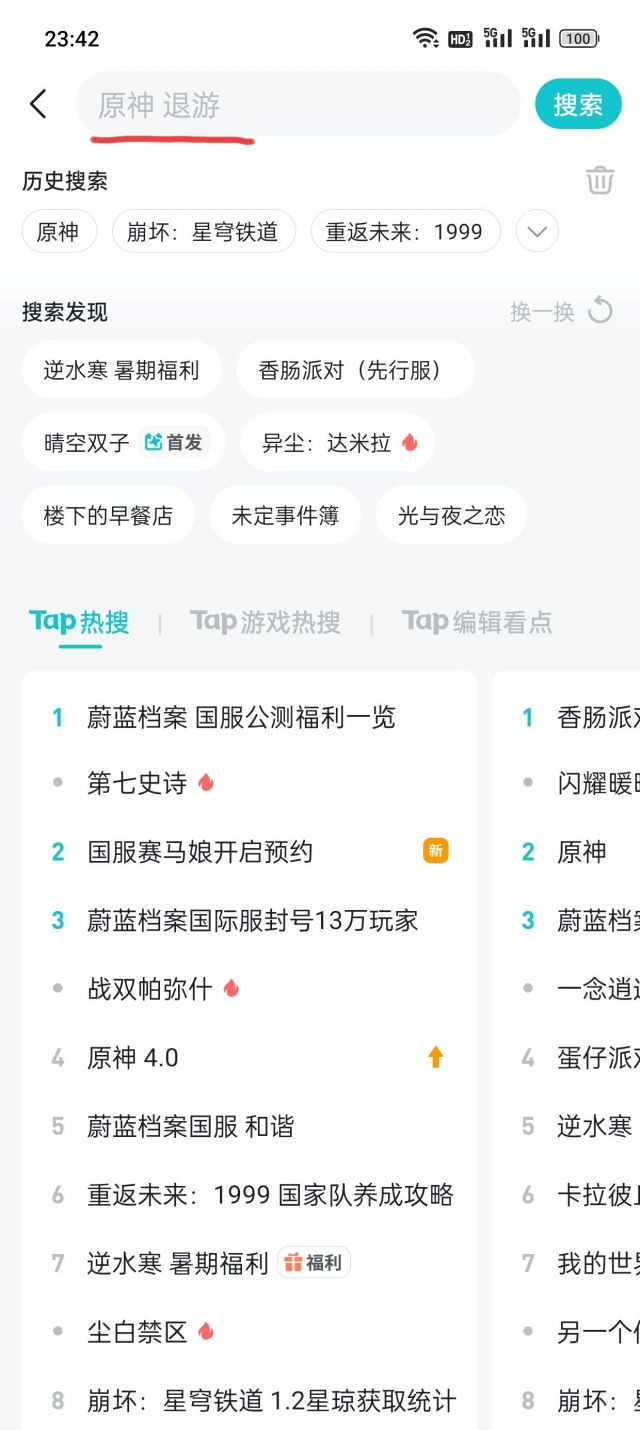 23:42 HD 1 2 5G 5G 100
原神 退游 搜索
历史搜索
原神 崩坏：星穹铁道 重返未来：1999
搜索发现 换一换
逆水寒 暑期福利 香肠派对（先行服）
晴空双子 首发 异尘：达米拉
楼下的早餐店 未定事件簿 光与夜之恋
Tap热搜 Tap游戏热搜 Tap编辑看点
1 蔚蓝档案 国服公测福利一览
第七史诗
2 国服赛马娘开启预约 新
3 蔚蓝档案国际服封号13万玩家
战双帕弥什
4 原神 4.0
5 蔚蓝档案国服 和谐
6 重返未来：1999 国家队养成攻略
7 逆水寒 暑期福利 福利
尘白禁区
8 崩坏：星穹铁道 1.2星琼获取统计
1 香肠派
闪耀暖
2 原神
3 蔚蓝档
一念逍
4 蛋仔派
5 逆水寒
6 卡拉彼
7 我的世
另一个
8 崩坏：